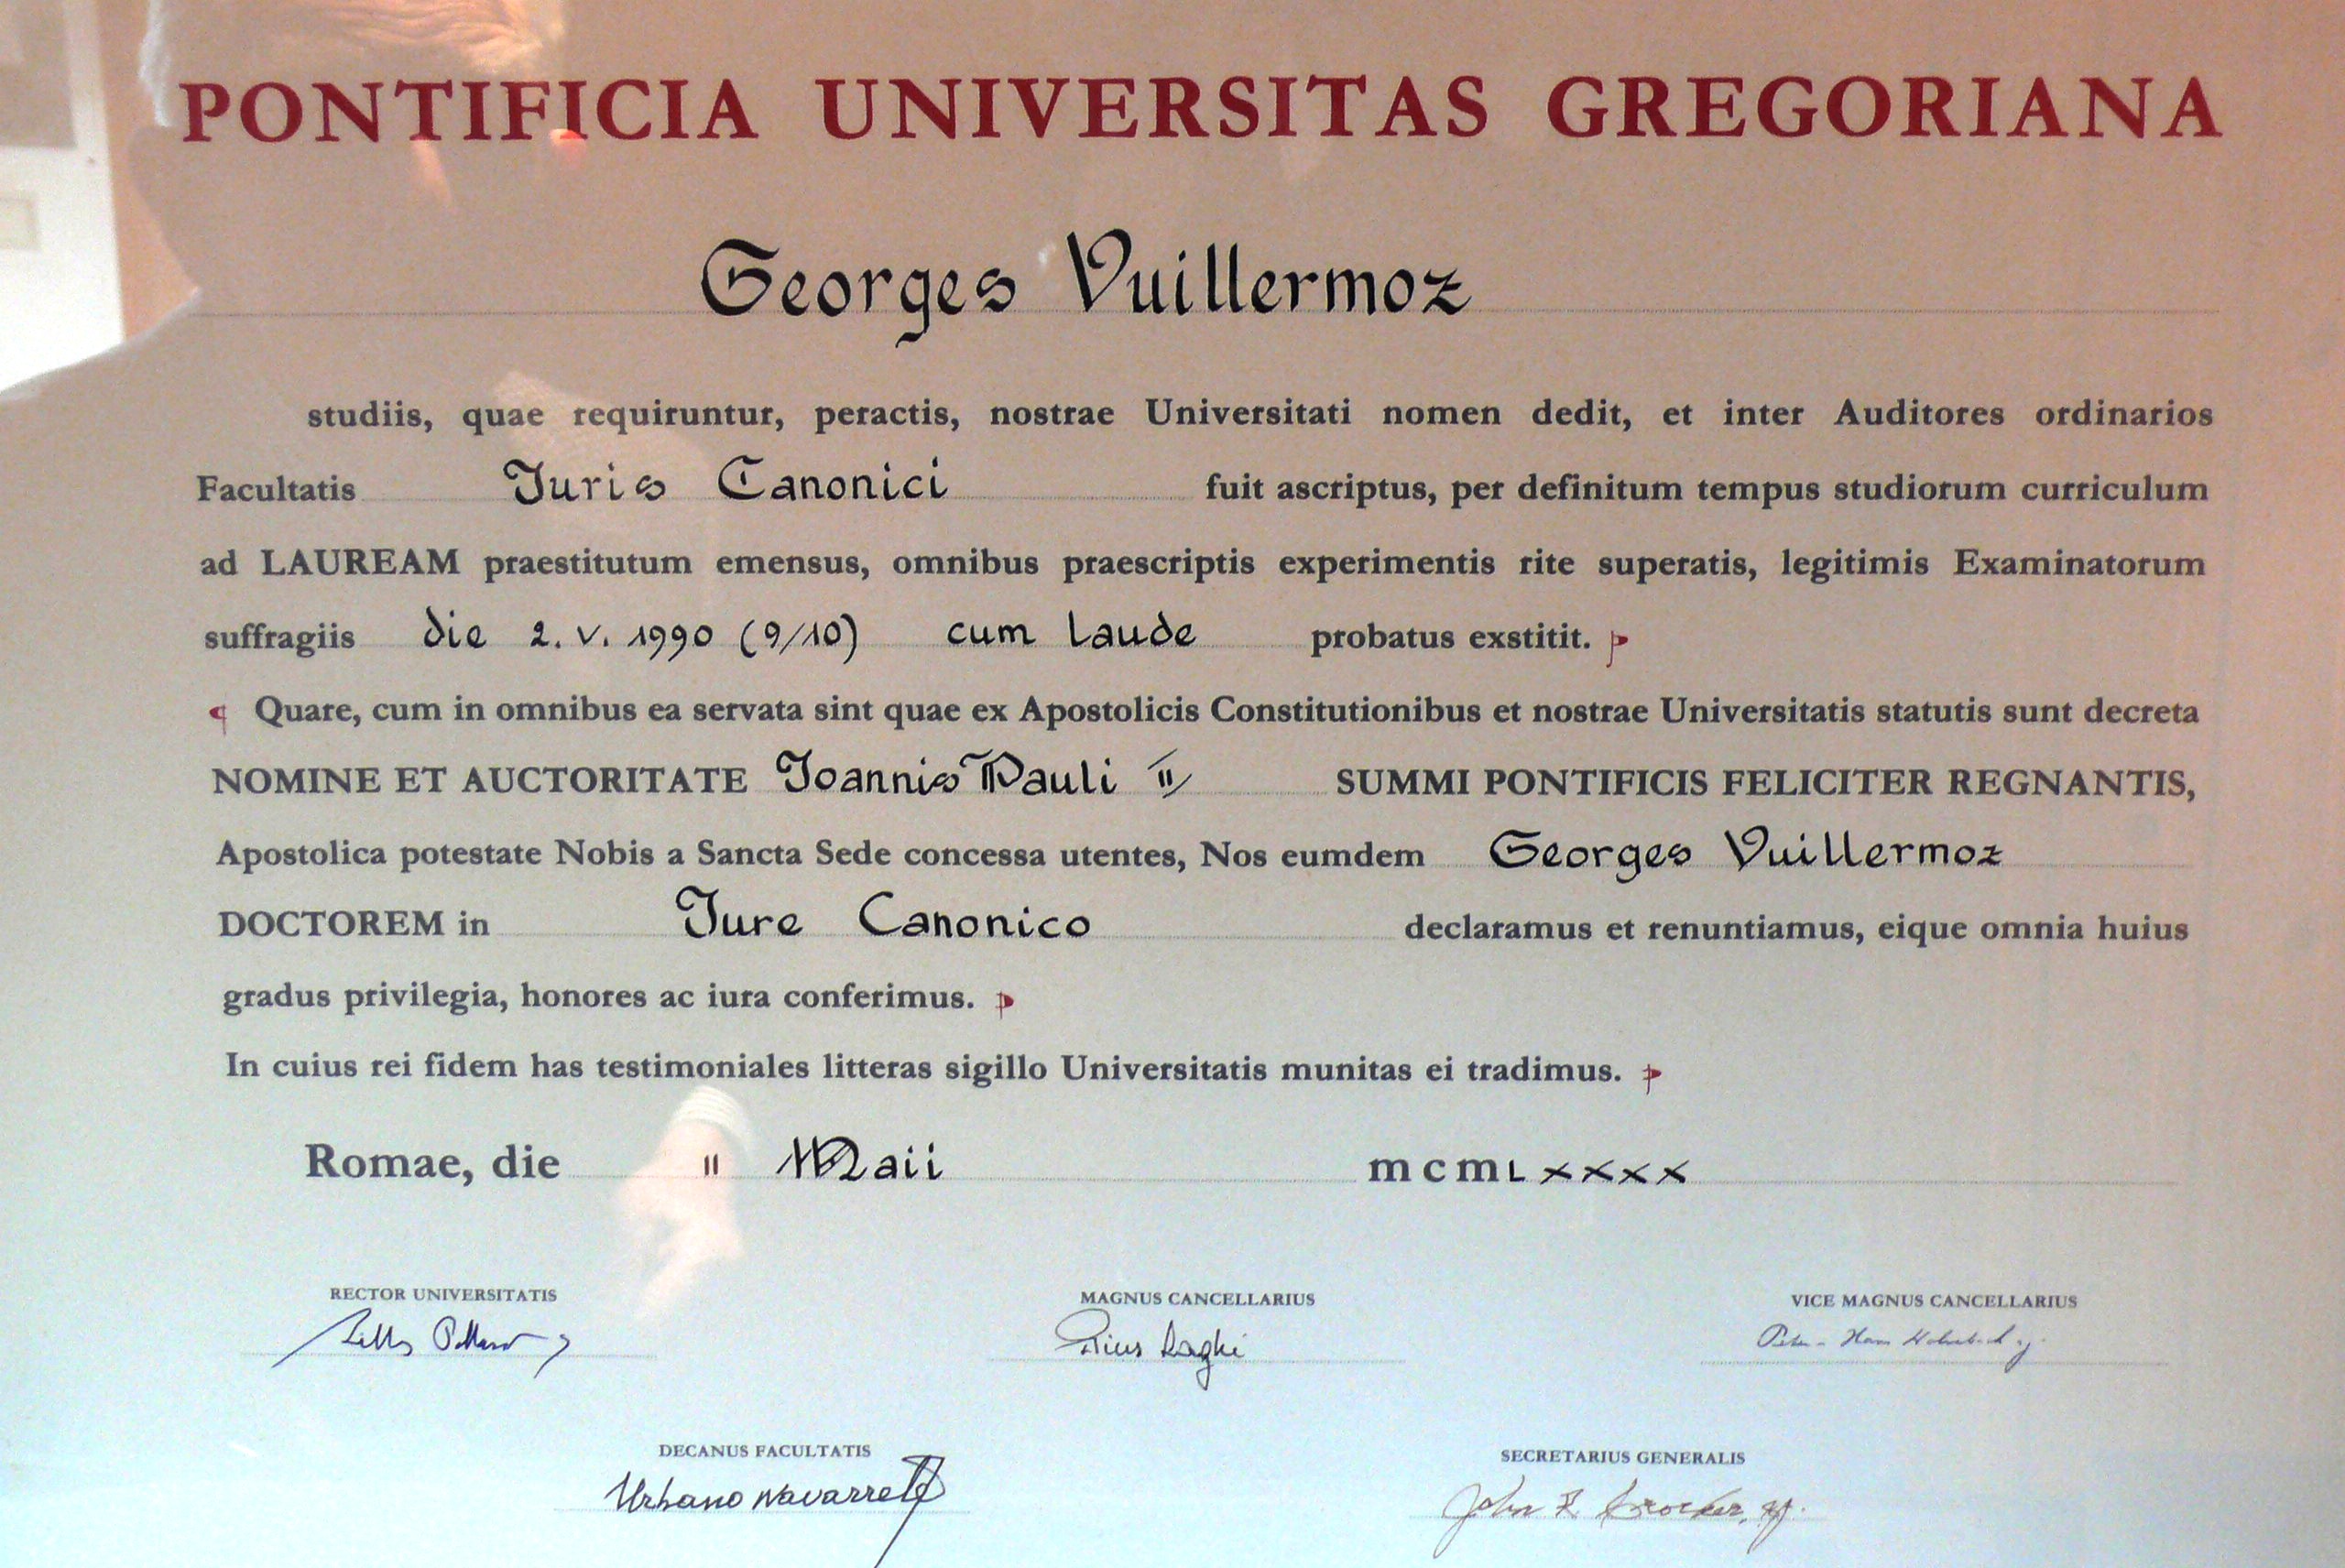 PONTIFICIA UNIVERSITAS GREGORIANA
Georges Vuillermoz
studiis, quae requiruntur, peractis, nostrae Universitati nomen dedit, et inter Auditores ordinarios
Facultatis Iuris Canonici fuit ascriptus, per definitum tempus studiorum curriculum
ad LAUREAM praestitutum emensus, omnibus praescriptis experimentis rite superatis, legitimis Examinatorum
suffragiis die 2. V. 1990 (9/10) cum laude probatus exstitit.
Quare, cum in omnibus ea servata sint quae ex Apostolicis Constitutionibus et nostrae Universitatis statutis sunt decreta
NOMINE ET AUCTORITATE Ioannis Pauli II SUMMI PONTIFICIS FELICITER REGNANTIS,
Apostolica potestate Nobis a Sancta Sede concessa utentes, Nos eumdem Georges Vuillermoz
DOCTOREM in Iure Canonico declaramus et renuntiamus, eique omnia huius
gradus privilegia, honores ac iura conferimus.
In cuius rei fidem has testimoniales litteras sigillo Universitatis munitas ei tradimus.
Romae, die II Maii mcmLxxxx
RECTOR UNIVERSITATIS MAGNUS CANCELLARIUS VICE MAGNUS CANCELLARIUS
Pius Laghi Peter-Hans
DECANUS FACULTATIS SECRETARIUS GENERALIS
Urbano Navarrete John F. Crocker, sj.